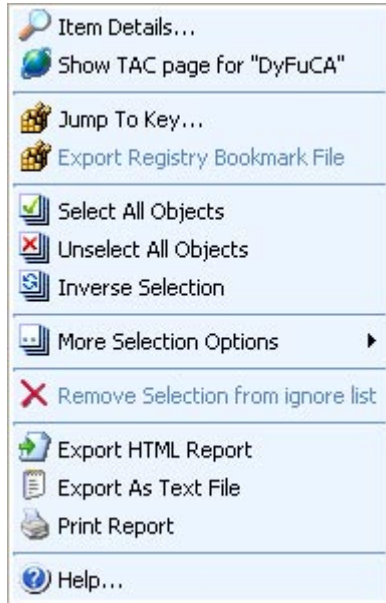 Item Details...
Show TAC page for "DyFuCA"
Jump To Key...
Export Registry Bookmark File
Select All Objects
Unselect All Objects
Inverse Selection
More Selection Options
Remove Selection from ignore list
Export HTML Report
Export As Text File
Print Report
Help...